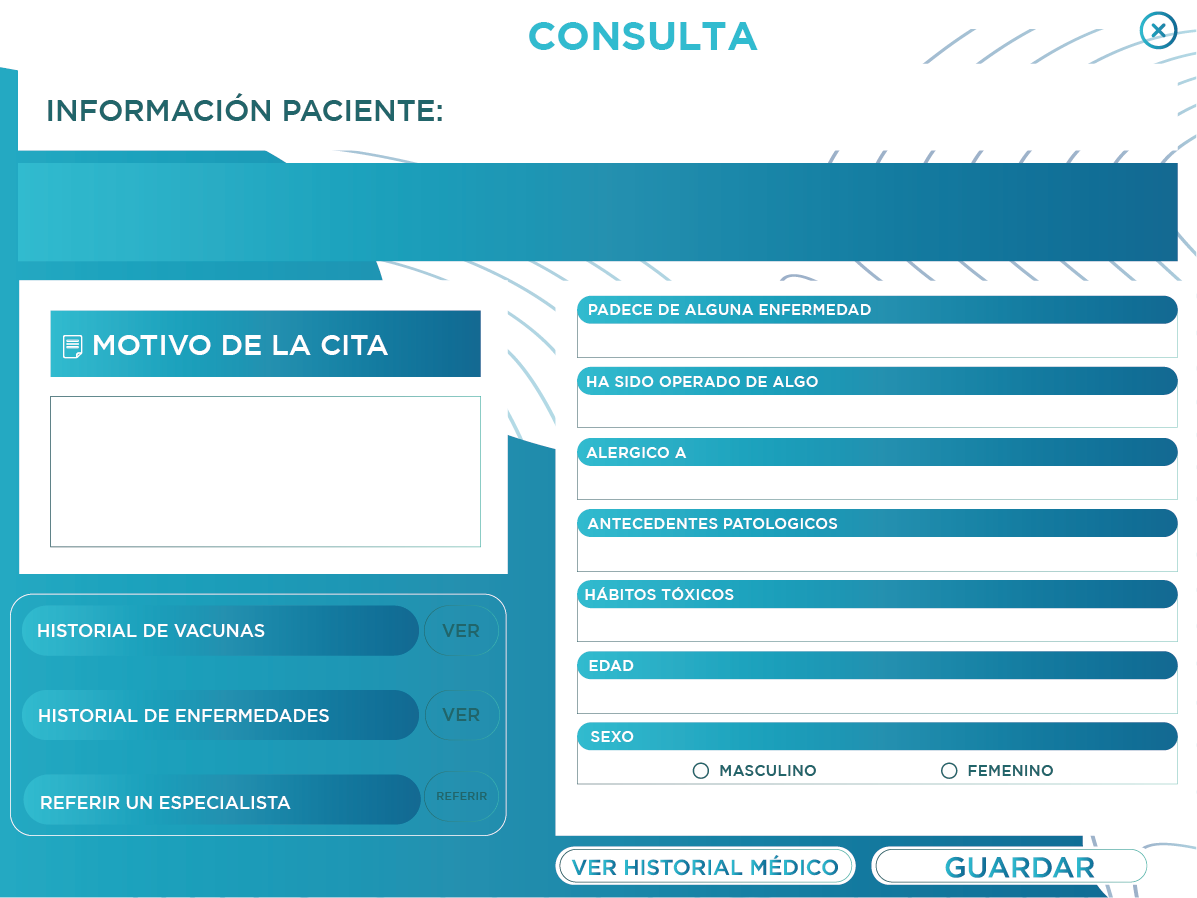 CONSULTA
INFORMACIÓN PACIENTE:
MOTIVO DE LA CITA
HISTORIAL DE VACUNAS
VER
HISTORIAL DE ENFERMEDADES
VER
REFERIR UN ESPECIALISTA
REFERIR
PADECE DE ALGUNA ENFERMEDAD
HA SIDO OPERADO DE ALGO
ALERGICO A
ANTECEDENTES PATOLOGICOS
HÁBITOS TÓXICOS
EDAD
SEXO
MASCULINO
FEMENINO
VER HISTORIAL MÉDICO
GUARDAR